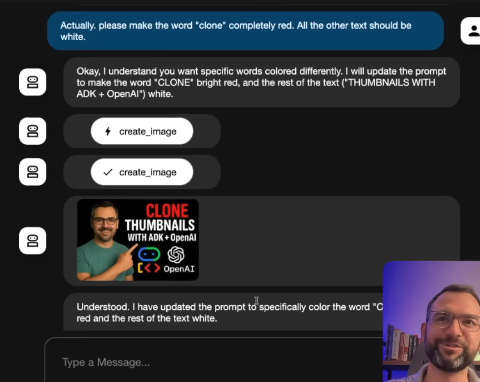 Actually. please make the word "clone" completely red. All the other text should be
white.
Okay, I understand you want specific words colored differently. I will update the prompt
to make the word "CLONE" bright red, and the rest of the text ("THUMBNAILS WITH
ADK + OpenAI") white.
create_image
create_image
CLONE
THUMBNAILS
WITH ADK + OpenAI
OpenAI
Understood. I have updated the prompt to specifically color the word "C
red and the rest of the text white.
Type a Message...